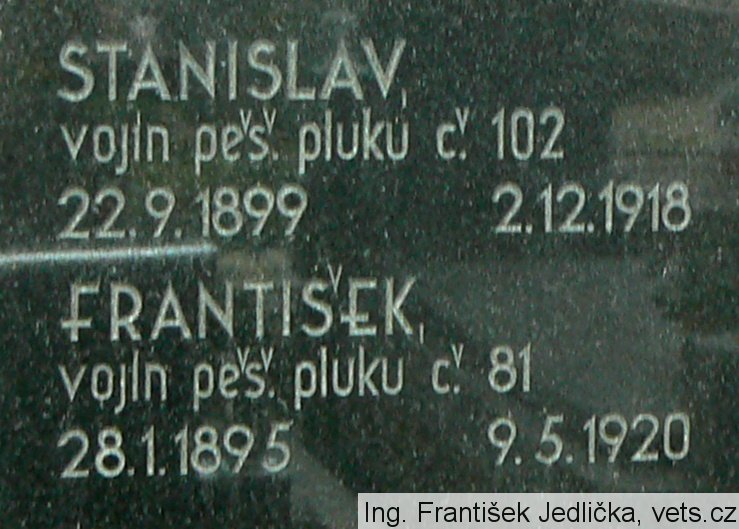 STANISLAV,
vojín pěš. pluku č. 102
22.9.1899 2.12.1918
FRANTIŠEK,
vojín pěš. pluku č. 81
28.1.1895 9.5.1920
Ing. František Jedlička, vets.cz